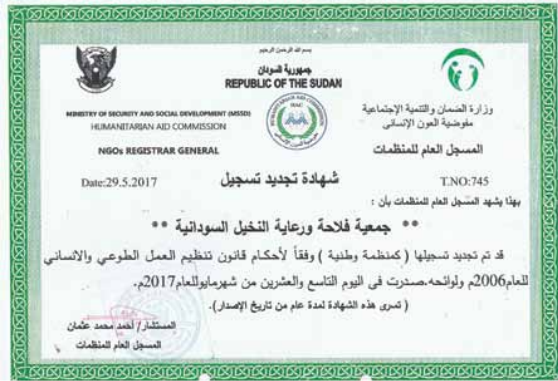 بسم الله الرحمن الرحيم
جمهورية السودان
REPUBLIC OF THE SUDAN
MINISTRY OF SECURITY AND SOCIAL DEVELOPMENT (MSSD)
HUMANITARIAN AID COMMISSION
وزارة الضمان والتنمية الإجتماعية
مفوضية العون الإنساني
NGOs REGISTRAR GENERAL
المسجل العام للمنظمات
Date:29.5.2017
شهادة تجديد تسجيل
T.NO:745
بهذا يشهد المسجل العام للمنظمات بأن :
°° جمعية فلاحة ورعاية النخيل السودانية °°
قد تم تجديد تسجيلها ( كمنظمة وطنية ) وفقاً لأحكام قانون تنظيم العمل الطوعي والانساني
للعام2006م ولوائحه،صدرت فى اليوم التاسع والعشرين من شهرمايوللعام2017م.
( تسرى هذه الشهادة لمدة عام من تاريخ الإصدار).
المستشار/ أحمد محمد عثمان
المسجل العام للمنظمات